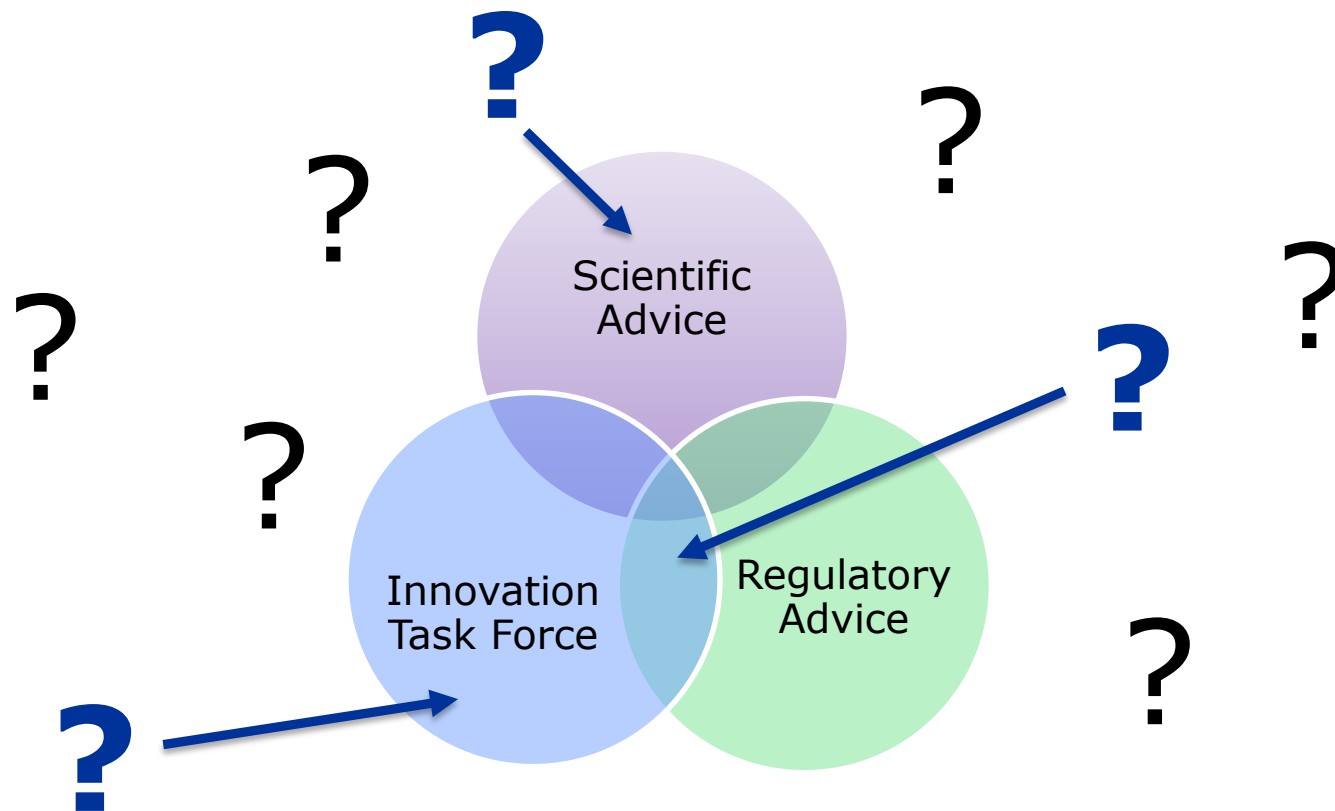 ?
?
?
?
?
Scientific
Advice
?
?
Innovation
Task Force
Regulatory
Advice
?
?